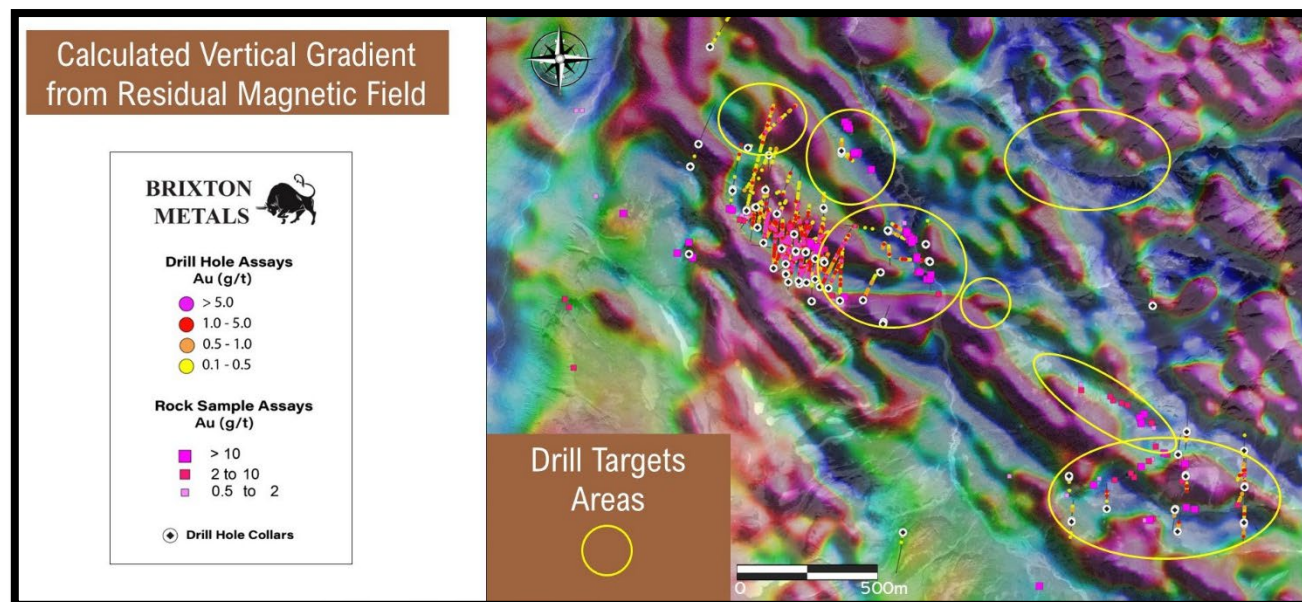 Calculated Vertical Gradient
from Residual Magnetic Field
BRIXTON
METALS
Drill Hole Assays
Au (g/t)
> 5.0
1.0 - 5.0
0.5 - 1.0
0.1 - 0.5
Rock Sample Assays
Au (g/t)
> 10
2 to 10
0.5 to 2
Drill Hole Collars
Drill Targets
Areas
0 500m